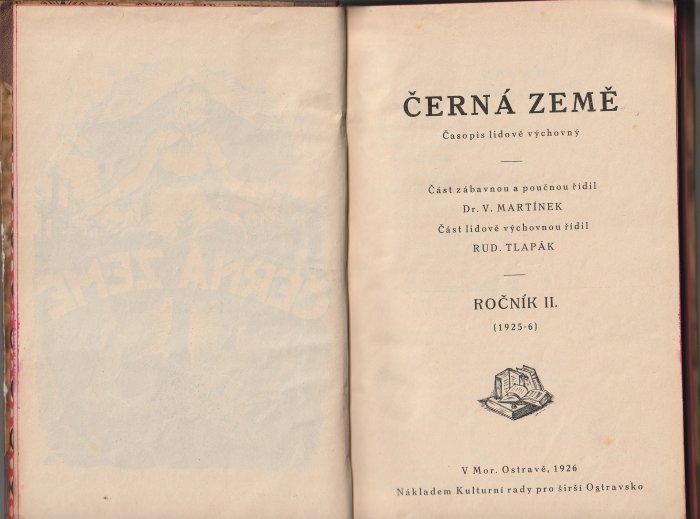 ČERNÁ ZEMĚ
Časopis lidově výchovný
Část zábavnou a poučnou řídil
Dr. V. MARTÍNEK
Část lidově výchovnou řídil
RUD. TLAPÁK
ROČNÍK II.
(1925-6)
V Mor. Ostravě, 1926
Nákladem Kulturní rady pro širší Ostravsko